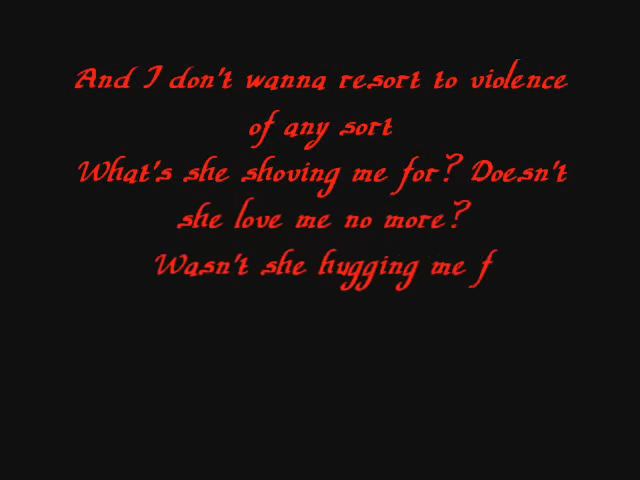 And I don't wanna resort to violence
of any sort
What's she shoving me for? Doesn't
she love me no more?
Wasn't she hugging me f